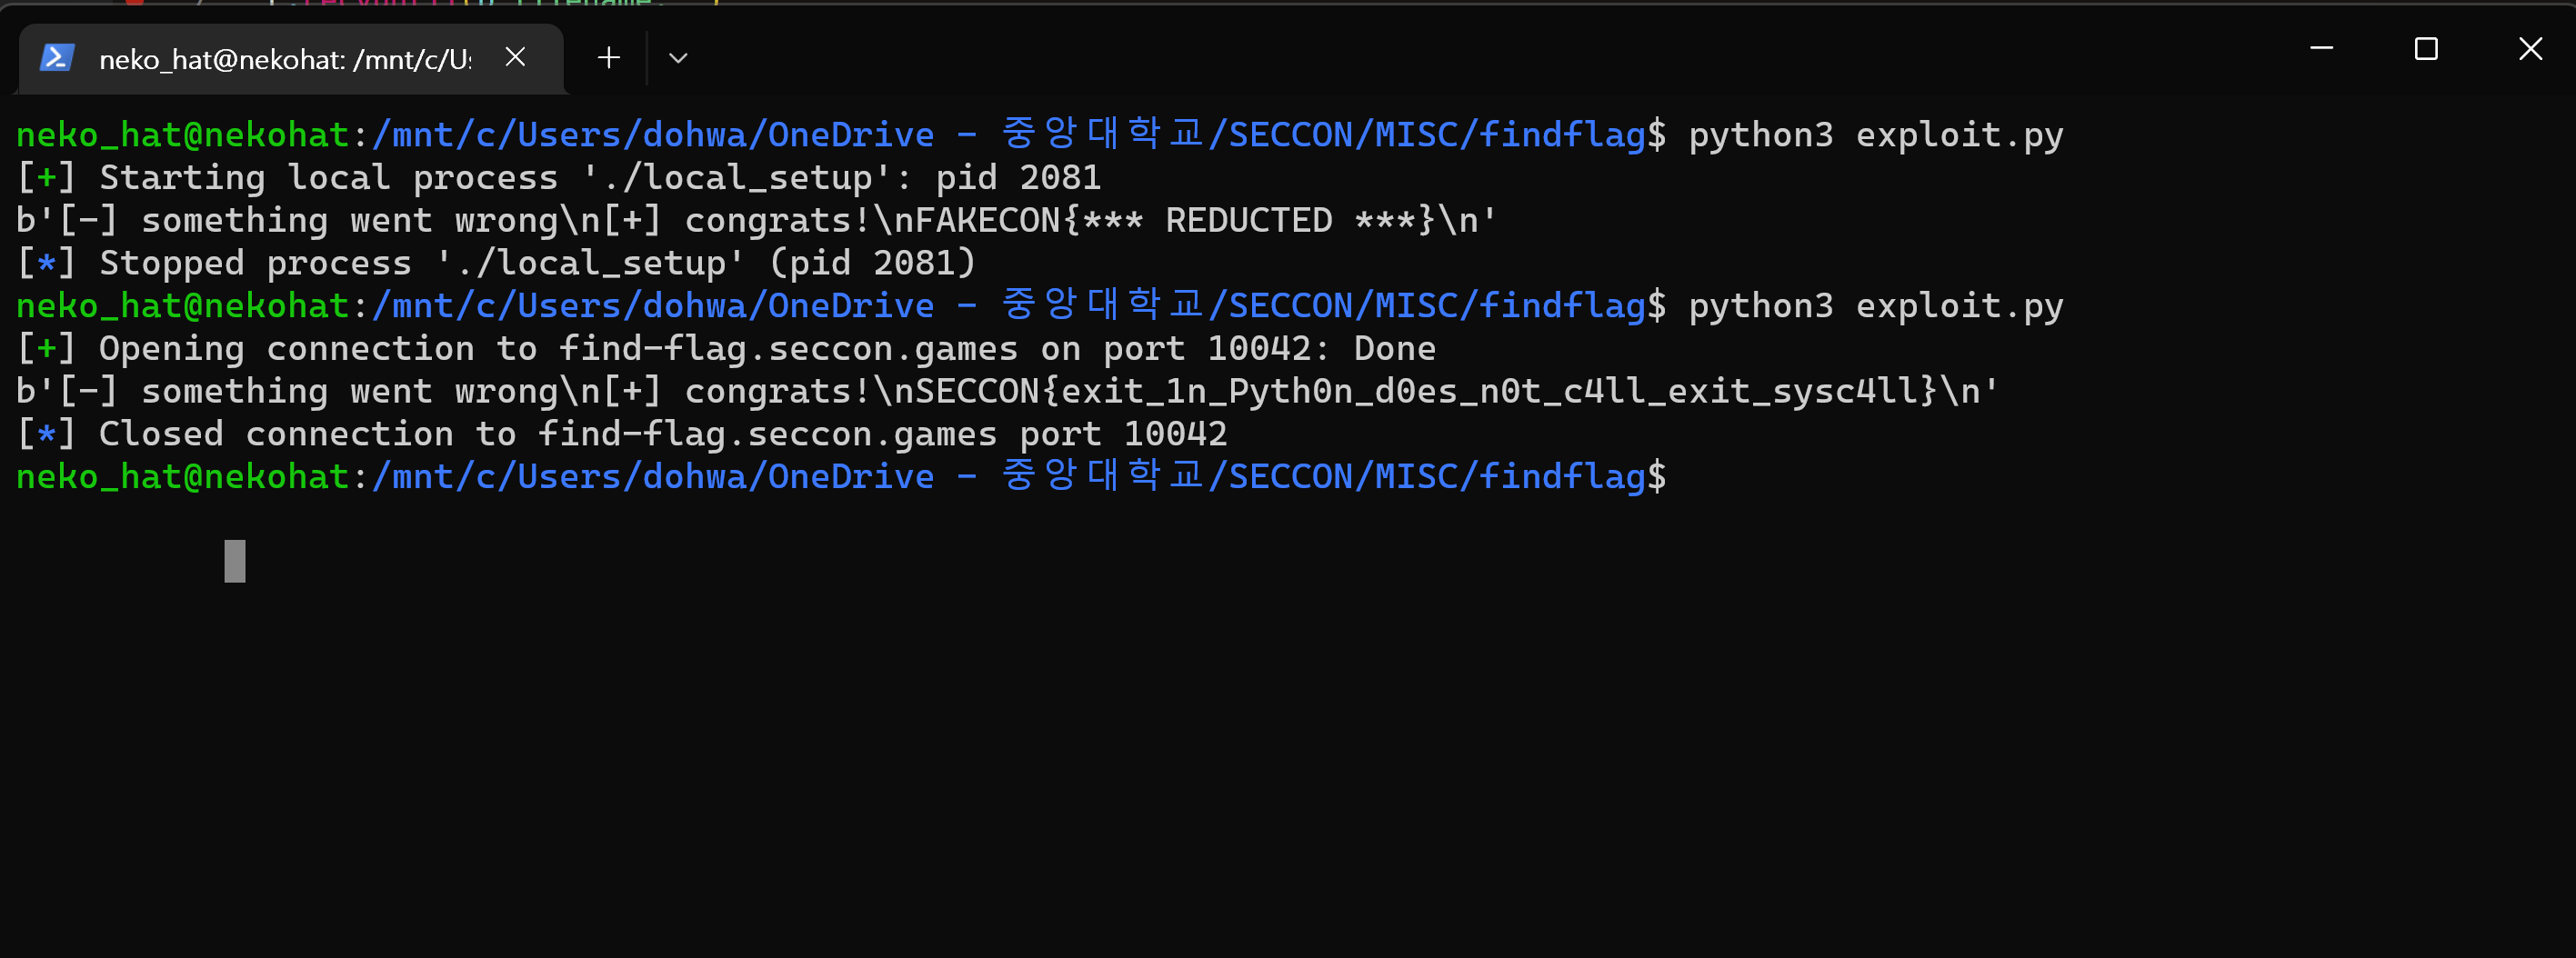 neko_hat@nekohat: /mnt/c/Us
neko_hat@nekohat:/mnt/c/Users/dohwa/OneDrive - 중앙대학교/SECCON/MISC/findflag$ python3 exploit.py
[+] Starting local process './local_setup': pid 2081
b'[-] something went wrong\n[+] congrats!\nFAKECON{*** REDUCTED ***}\n'
[*] Stopped process './local_setup' (pid 2081)
neko_hat@nekohat:/mnt/c/Users/dohwa/OneDrive - 중앙대학교/SECCON/MISC/findflag$ python3 exploit.py
[+] Opening connection to find-flag.seccon.games on port 10042: Done
b'[-] something went wrong\n[+] congrats!\nSECCON{exit_1n_Pyth0n_d0es_n0t_c4ll_exit_sysc4ll}\n'
[*] Closed connection to find-flag.seccon.games port 10042
neko_hat@nekohat:/mnt/c/Users/dohwa/OneDrive - 중앙대학교/SECCON/MISC/findflag$